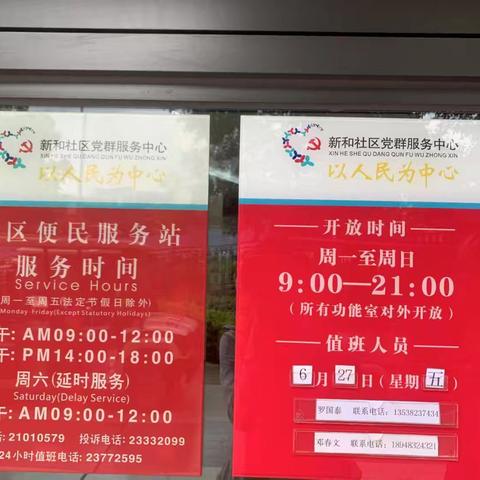 新和社区党群服务中心
XIN HE SHE QU DANG QUN FU WU ZHONG XIN
以人民为中心
区便民服务站
服务时间
Service Hours
周一至周五(法定节假日除外)
Monday-Friday(Except Statutory Holidays)
午: AM09:00-12:00
午: PM14:00-18:00
周六(延时服务)
Saturday(Delay Service)
午: AM09:00-12:00
话: 21010579 投诉电话: 23332099
24小时值班电话: 23772595
新和社区党群服务中心
XIN HE SHE QU DANG QUN FU WU ZHONG XIN
以人民为中心
开放时间
周一至周日
9:00—21:00
(所有功能室对外开放)
值班人员
6月27日(星期五)
罗国泰 联系电话: 13538237434
邓春文 联系电话: 18948324321